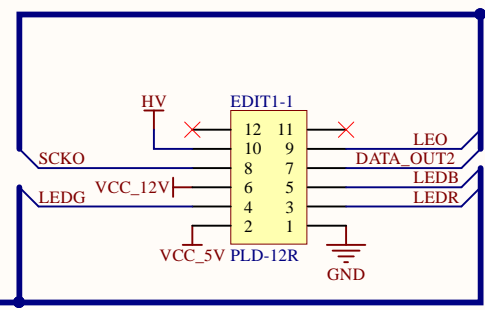 HV EDIT1-1
12 11
10 9 LEO
SCKO 8 7 DATA_OUT2
VCC_12V 6 5 LEDB
LEDG 4 3 LEDR
2 1
VCC_5V PLD-12R
GND